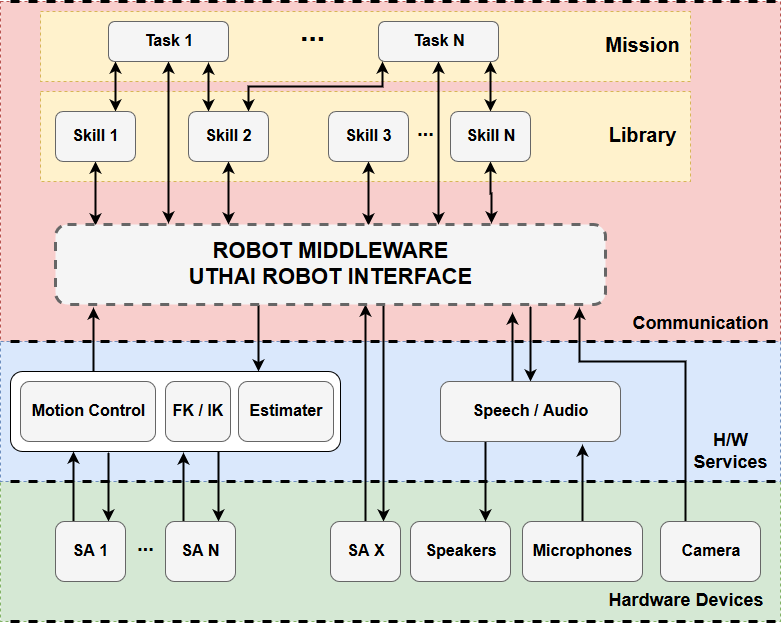 Task 1
...
Task N
Mission
Skill 1
Skill 2
Skill 3
...
Skill N
Library
ROBOT MIDDLEWARE
UTHAI ROBOT INTERFACE
Communication
Motion Control
FK / IK
Estimater
Speech / Audio
H/W
Services
SA 1
...
SA N
SA X
Speakers
Microphones
Camera
Hardware Devices